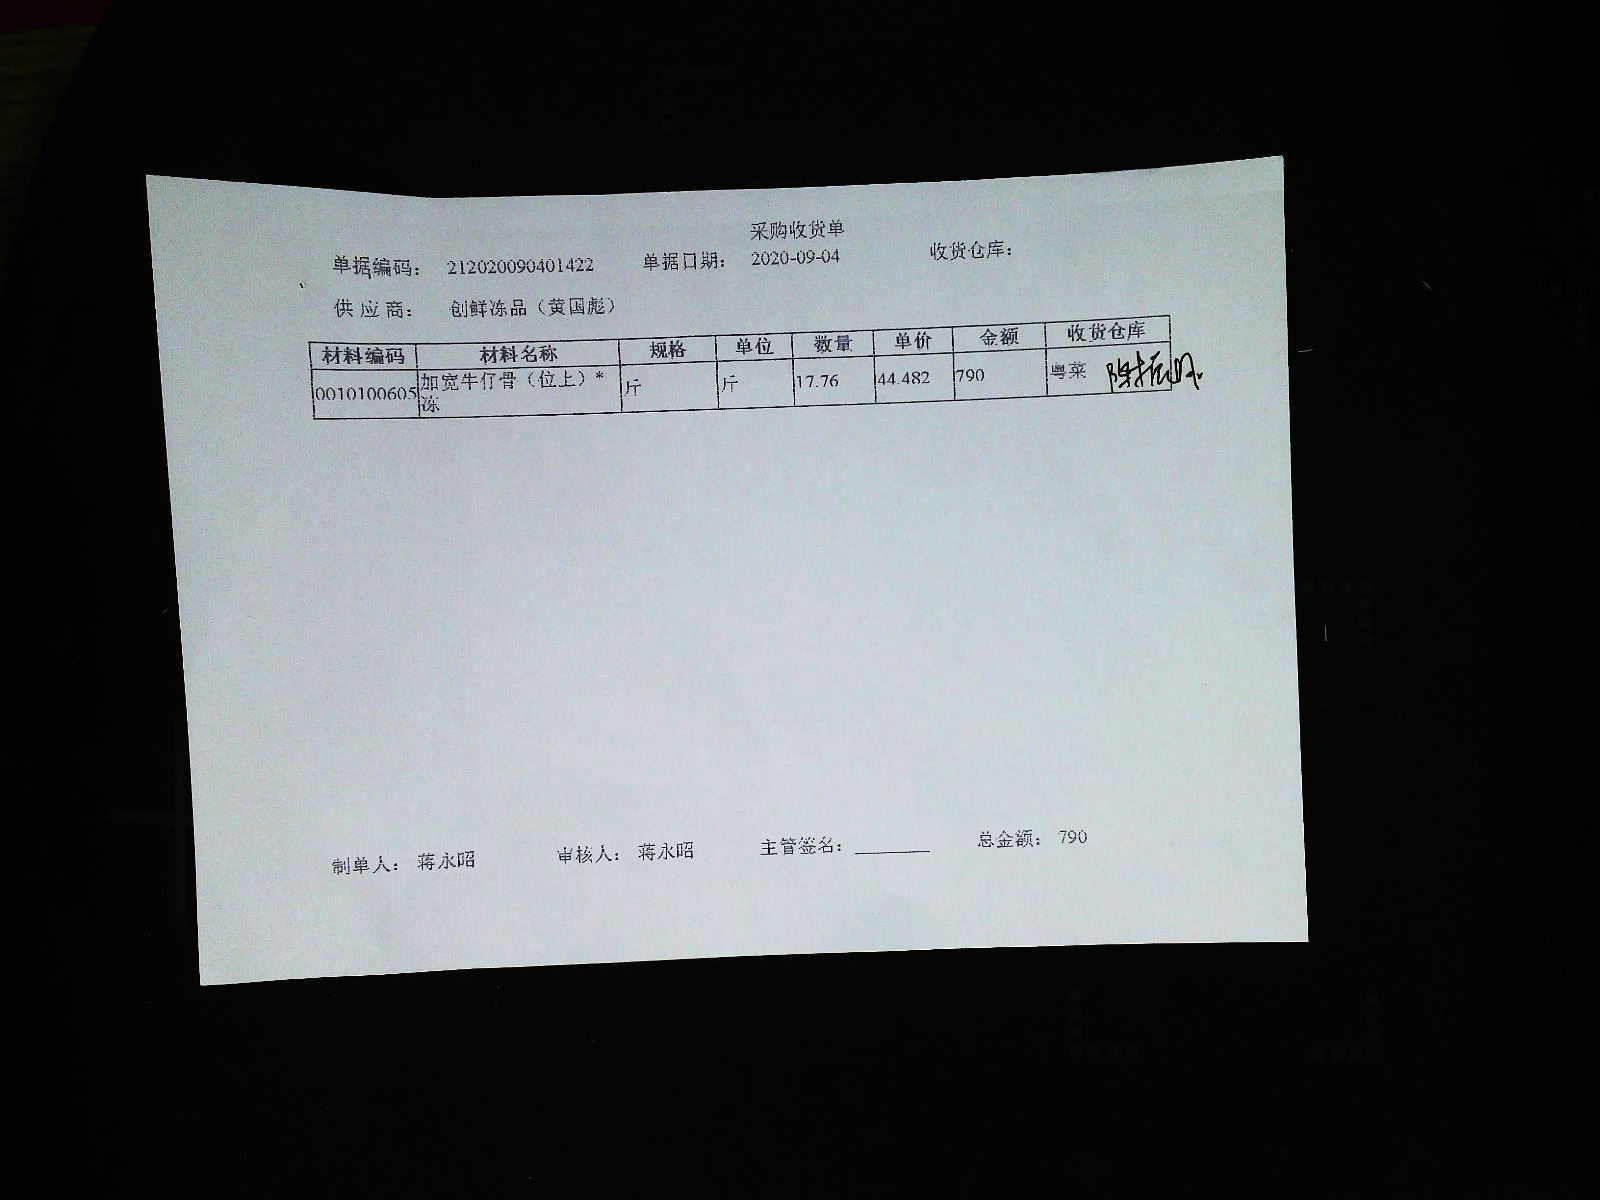 采购收货单
单据编码： 212020090401422 单据日期： 2020-09-04 收货仓库：
供 应 商： 创鲜冻品（黄国彪）
材料编码 材料名称 规格 单位 数量 单价 金额 收货仓库
0010100605 加宽牛仔骨（位上）* 斤 斤 17.76 44.482 790 粤菜
冻
制单人： 蒋永昭 审核人： 蒋永昭 主管签名： 总金额： 790